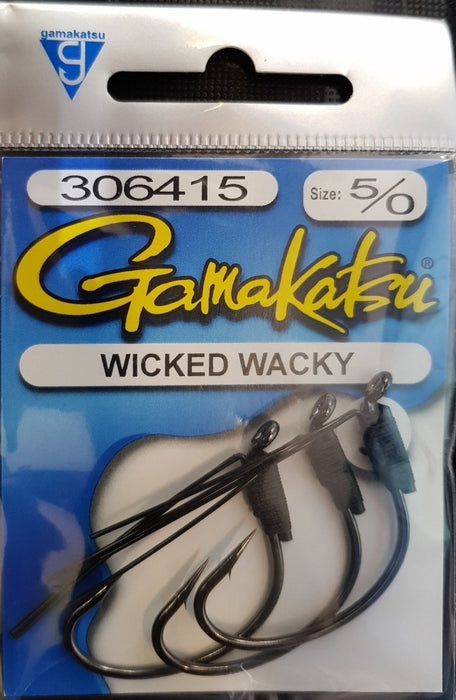 gamakatsu
g
306415
Size: 5/0
Gamakatsu®
WICKED WACKY